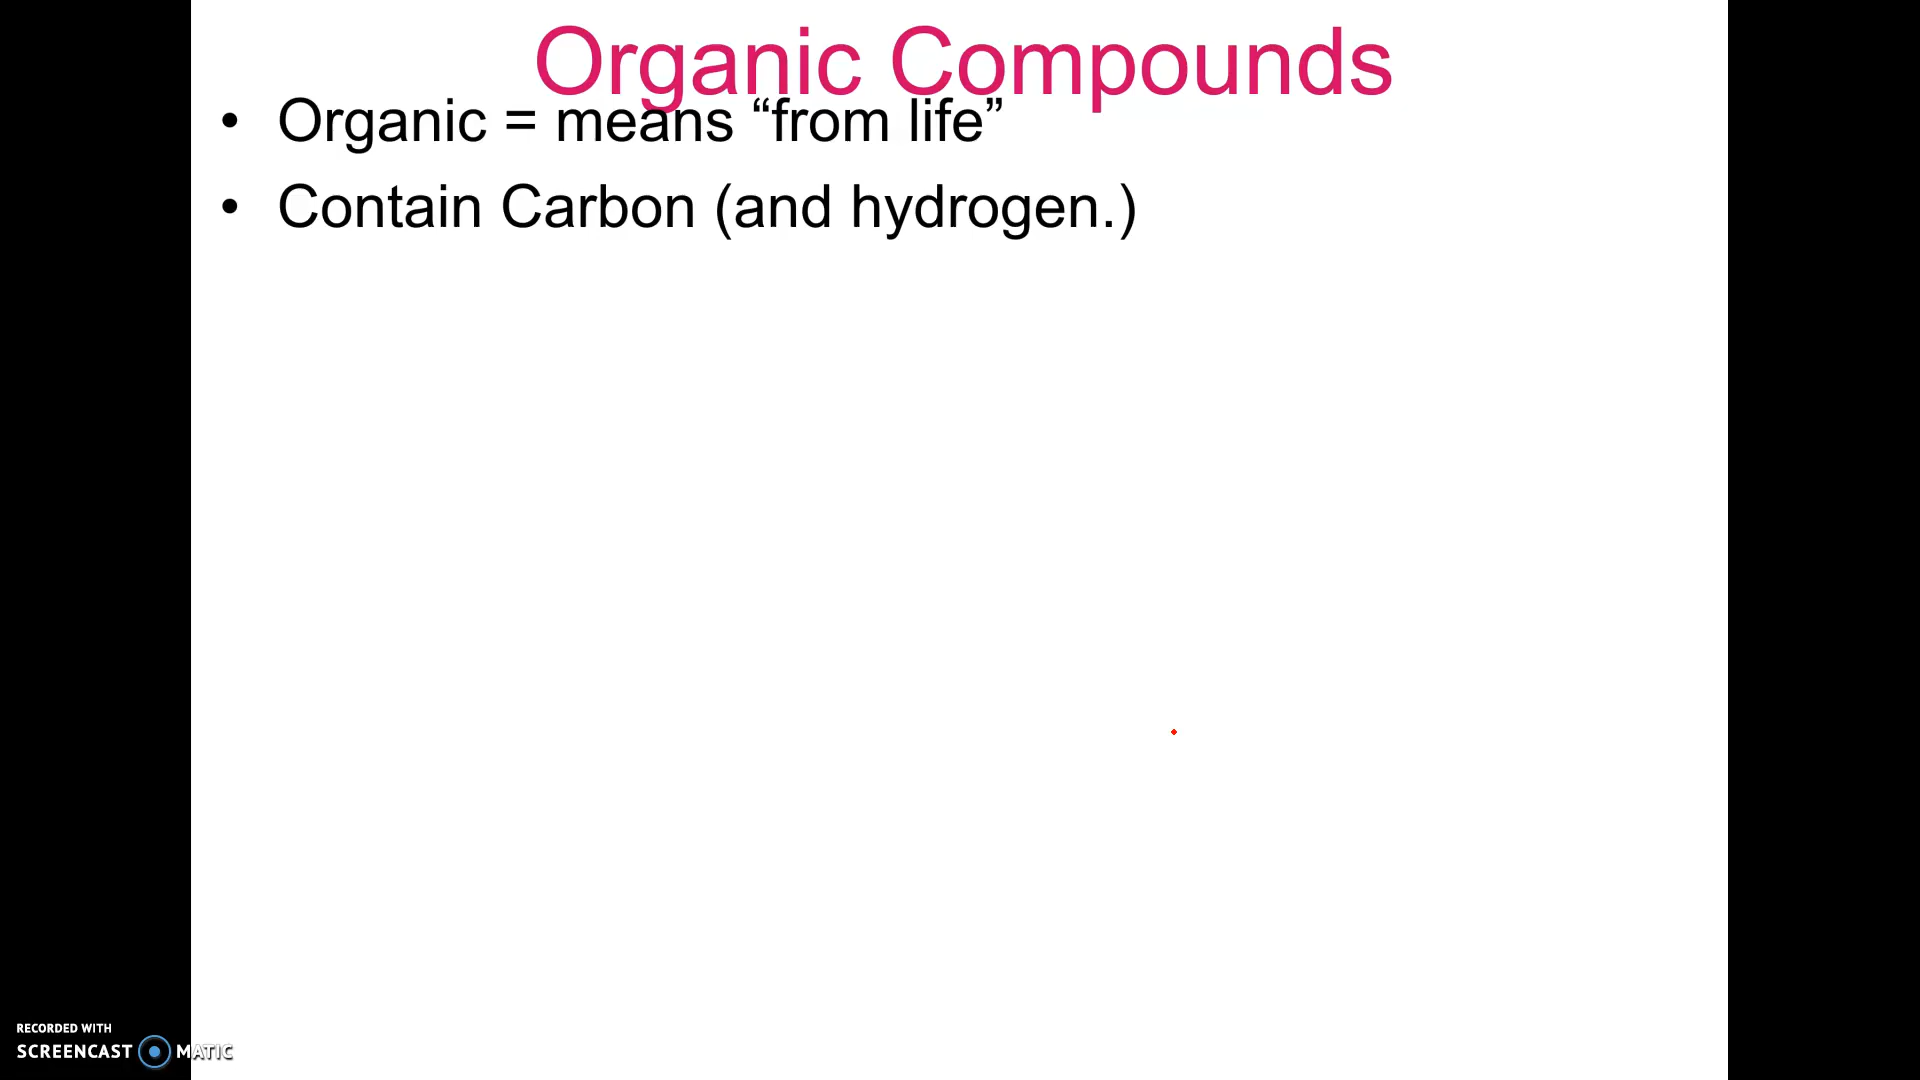 Organic Compounds
• Organic = means “from life”
• Contain Carbon (and hydrogen.)
RECORDED WITH
SCREENCAST MATIC